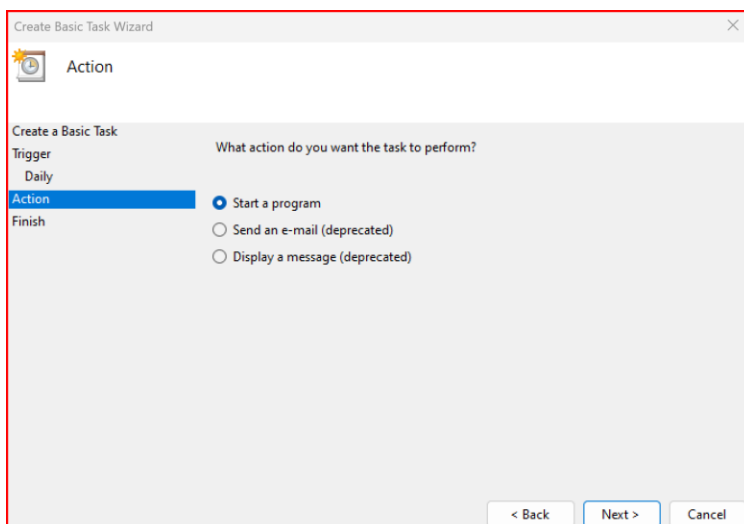 Create Basic Task Wizard
Action
Create a Basic Task
Trigger
Daily
Action
Finish
What action do you want the task to perform?
Start a program
Send an e-mail (deprecated)
Display a message (deprecated)
< Back
Next >
Cancel